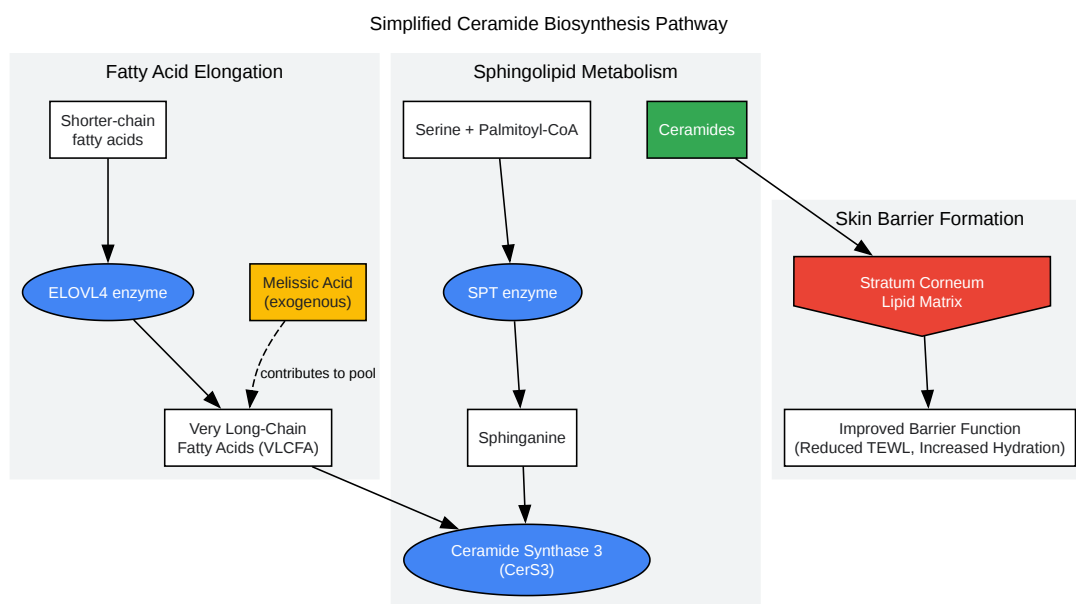 Simplified Ceramide Biosynthesis Pathway
Fatty Acid Elongation
Shorter-chain
fatty acids
ELOVL4 enzyme
Melissic Acid
(exogenous)
contributes to pool
Very Long-Chain
Fatty Acids (VLCFA)
Sphingolipid Metabolism
Serine + Palmitoyl-CoA
Ceramides
SPT enzyme
Sphinganine
Ceramide Synthase 3
(CerS3)
Skin Barrier Formation
Stratum Corneum
Lipid Matrix
Improved Barrier Function
(Reduced TEWL, Increased Hydration)